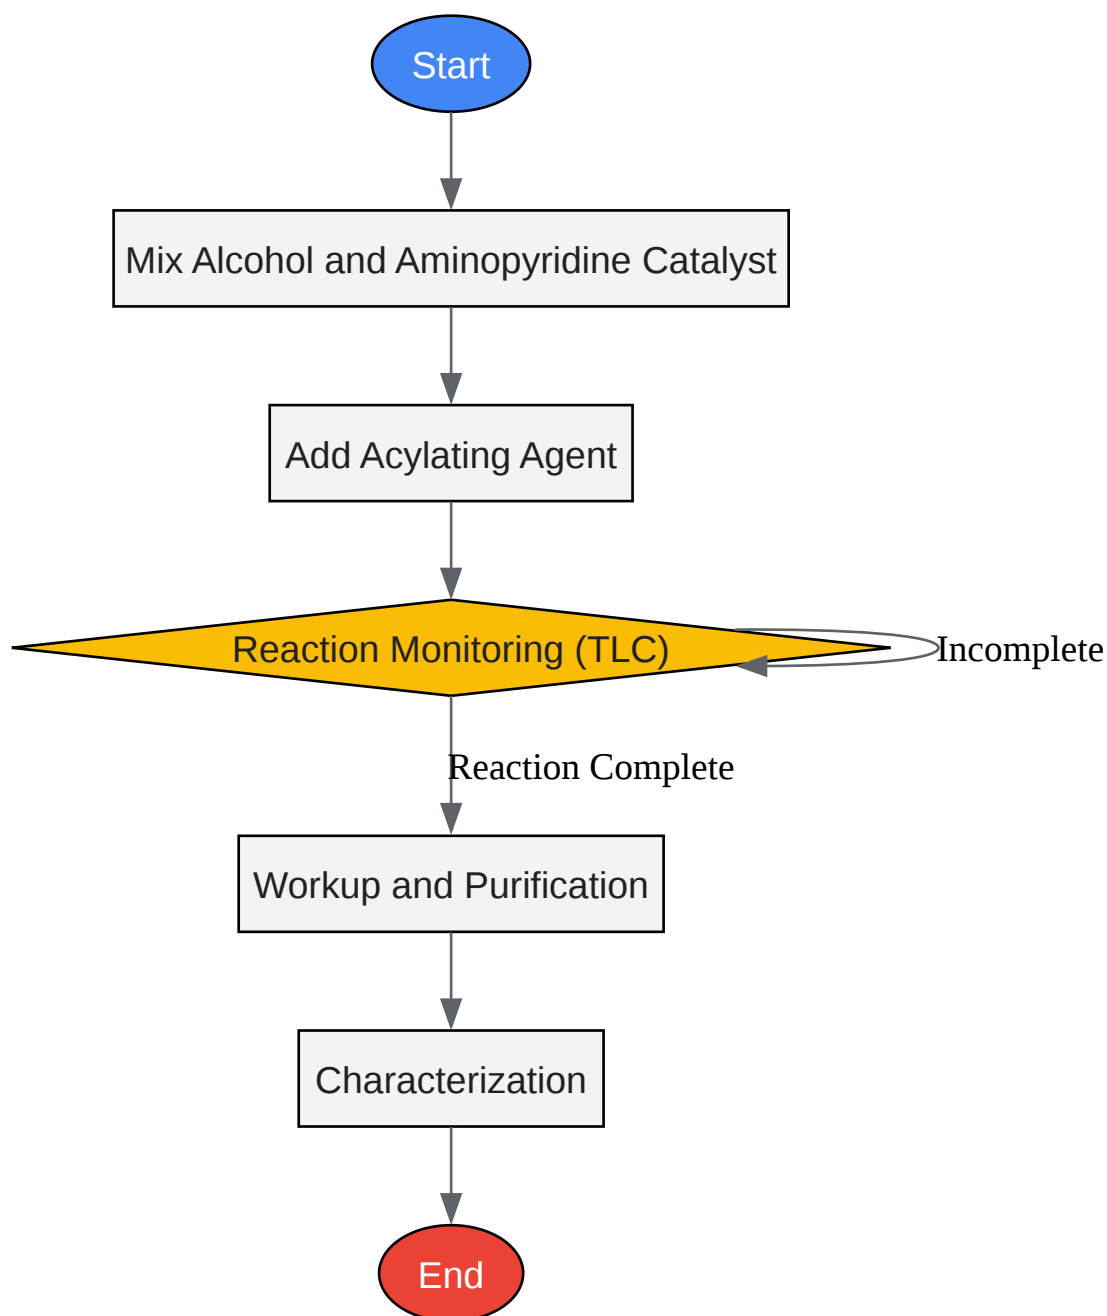 Start
Mix Alcohol and Aminopyridine Catalyst
Add Acylating Agent
Reaction Monitoring (TLC)
Incomplete
Reaction Complete
Workup and Purification
Characterization
End